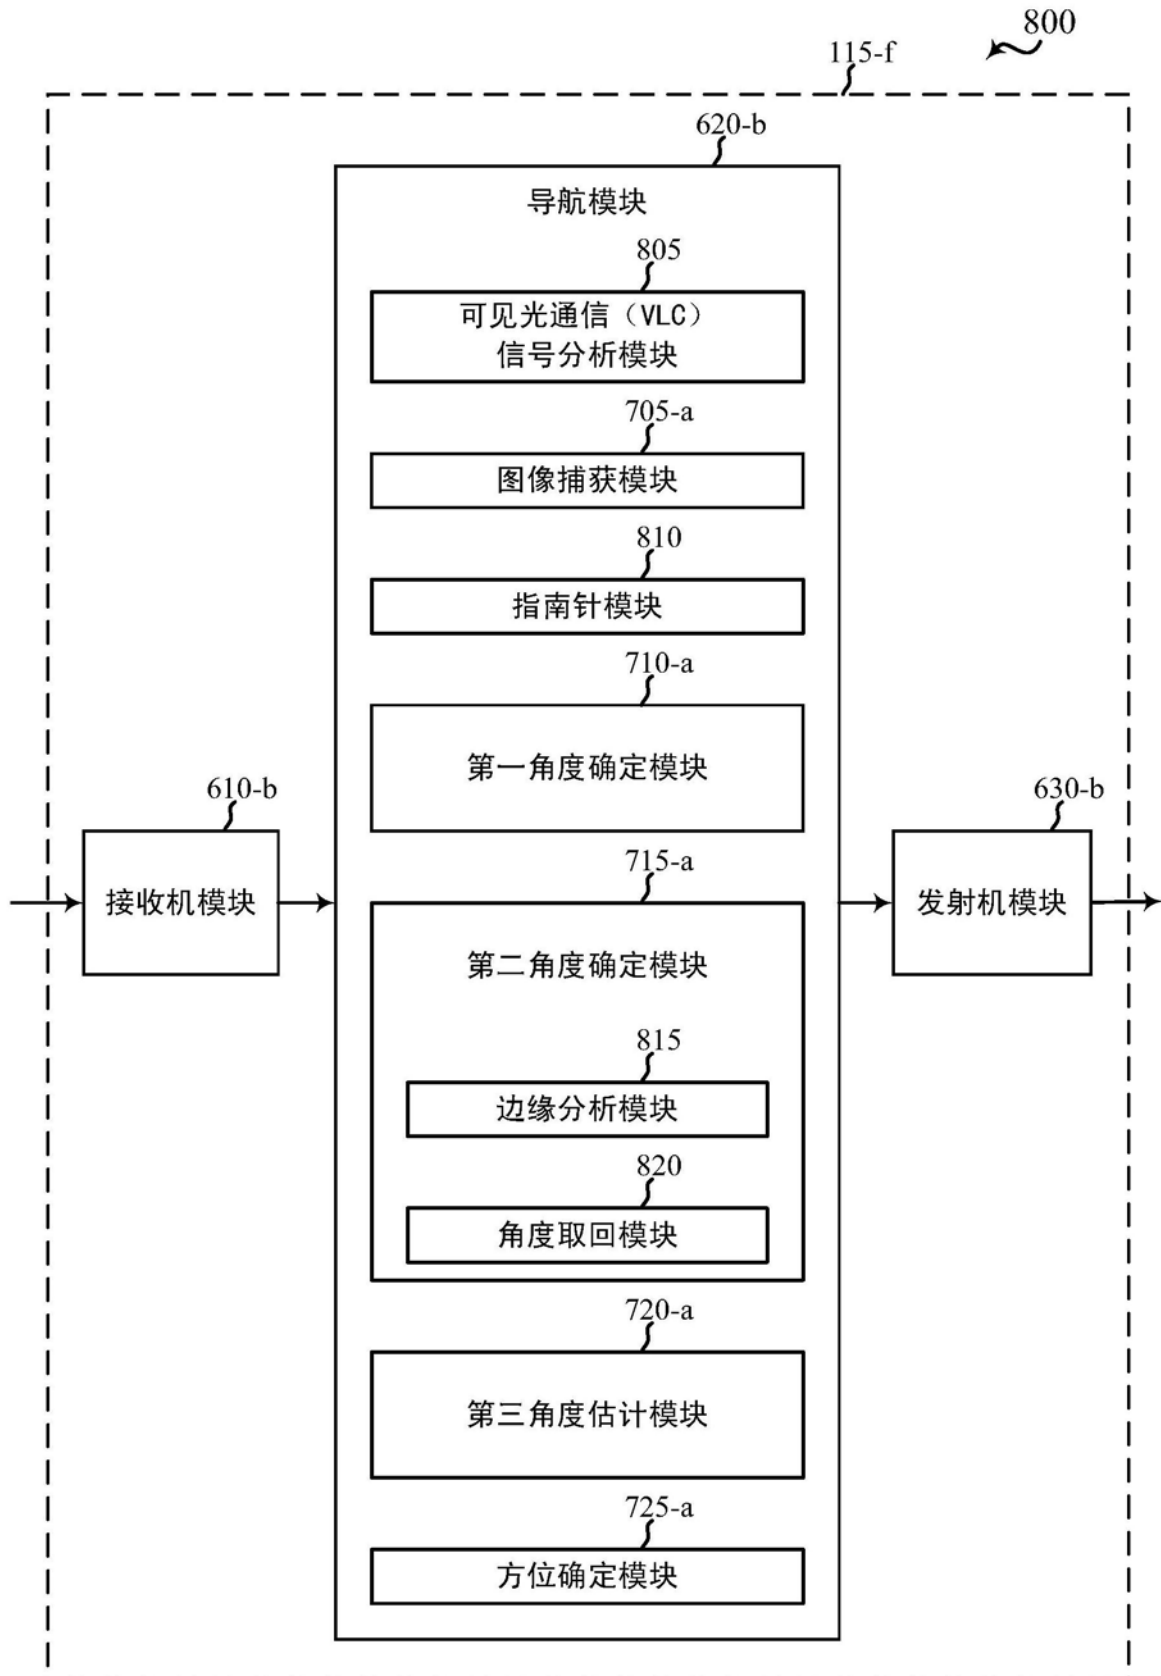 800
115-f
620-b
导航模块
805
可见光通信（VLC）
信号分析模块
705-a
图像捕获模块
810
指南针模块
710-a
第一角度确定模块
610-b
接收机模块
630-b
发射机模块
715-a
第二角度确定模块
815
边缘分析模块
820
角度取回模块
720-a
第三角度估计模块
725-a
方位确定模块